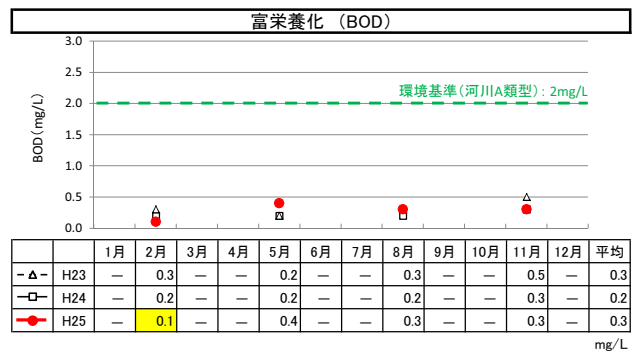 富栄養化 (BOD)
3.0
2.5
2.0
1.5
1.0
0.5
0.0
BOD(mg/L)
環境基準(河川A類型): 2mg/L
1月 2月 3月 4月 5月 6月 7月 8月 9月 10月 11月 12月 平均
H23 — 0.3 — — 0.2 — — 0.3 — — 0.5 — 0.3
H24 — 0.2 — — 0.2 — — 0.2 — — 0.3 — 0.2
H25 — 0.1 — — 0.4 — — 0.3 — — 0.3 — 0.3
mg/L